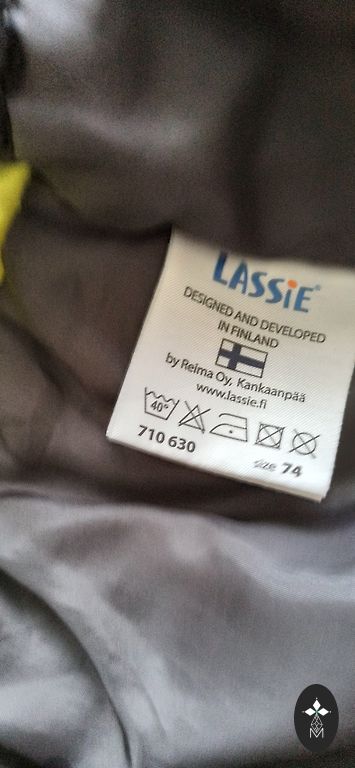 LASSiE®
DESIGNED AND DEVELOPED
IN FINLAND
by Reima Oy, Kankaanpää
www.lassie.fi
40°
710 630
size 74
M